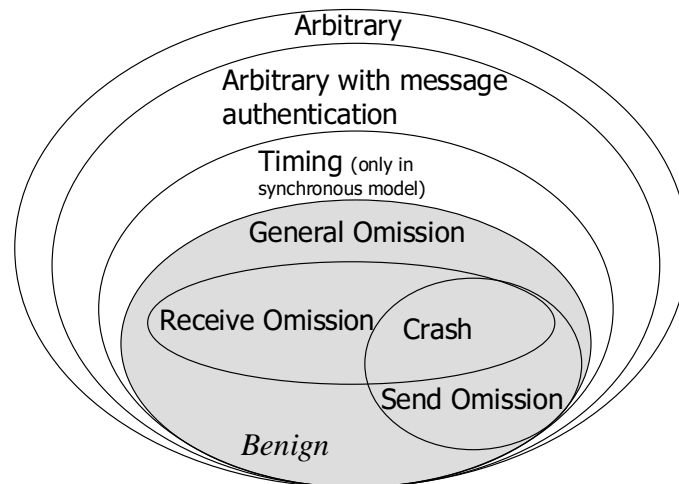 Arbitrary
Arbitrary with message
authentication
Timing (only in
synchronous model)
General Omission
Receive Omission
Crash
Send Omission
Benign